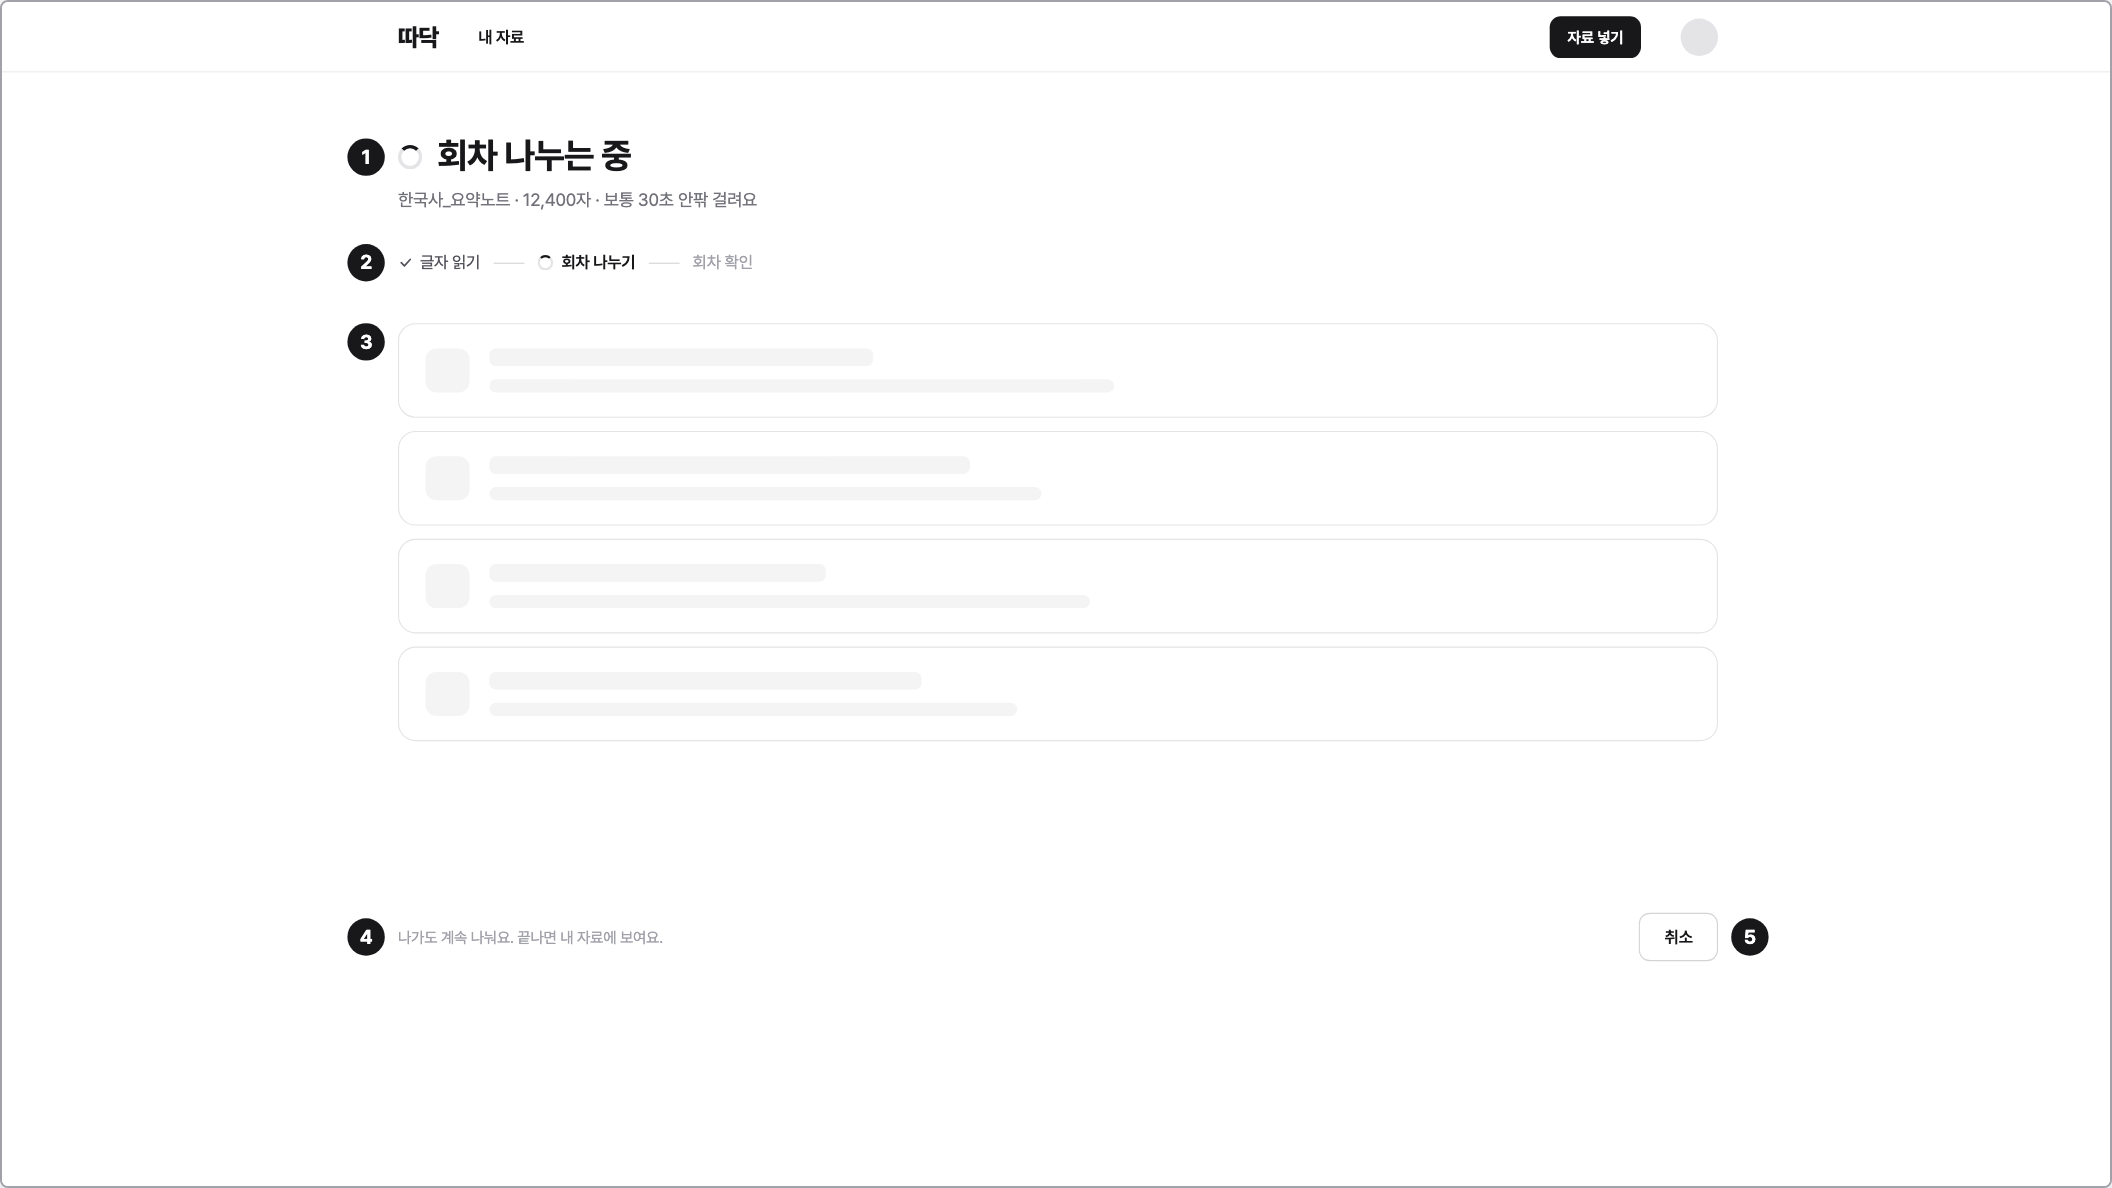 따닥 내 자료 자료 넣기
1 회차 나누는 중
한국사_요약노트 · 12,400자 · 보통 30초 안팎 걸려요
2 글자 읽기 회차 나누기 회차 확인
3
4 나가도 계속 나눠요. 끝나면 내 자료에 보여요. 취소 5